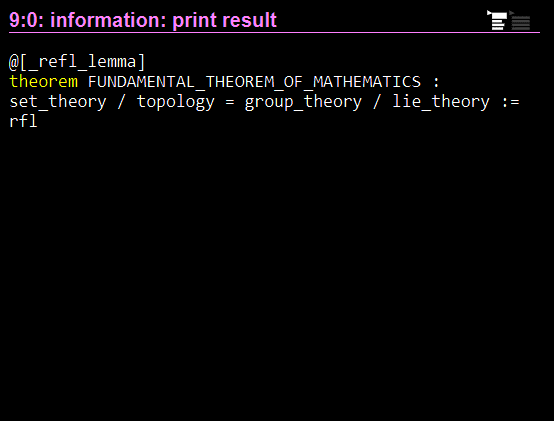 9:0: information: print result
@[_refl_lemma]
theorem FUNDAMENTAL_THEOREM_OF_MATHEMATICS :
set_theory / topology = group_theory / lie_theory :=
rfl